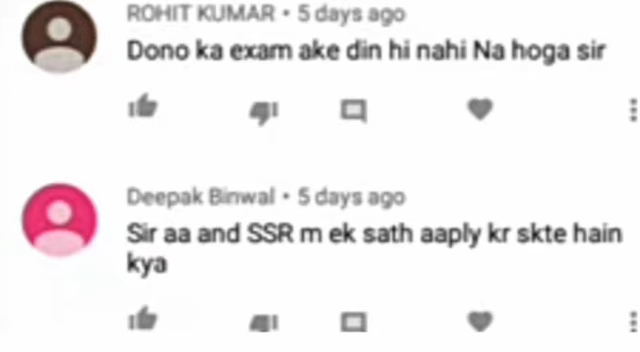 ROHIT KUMAR • 5 days ago
Dono ka exam ake din hi nahi Na hoga sir
Deepak Binwal • 5 days ago
Sir aa and SSR m ek sath aaply kr skte hain
kya